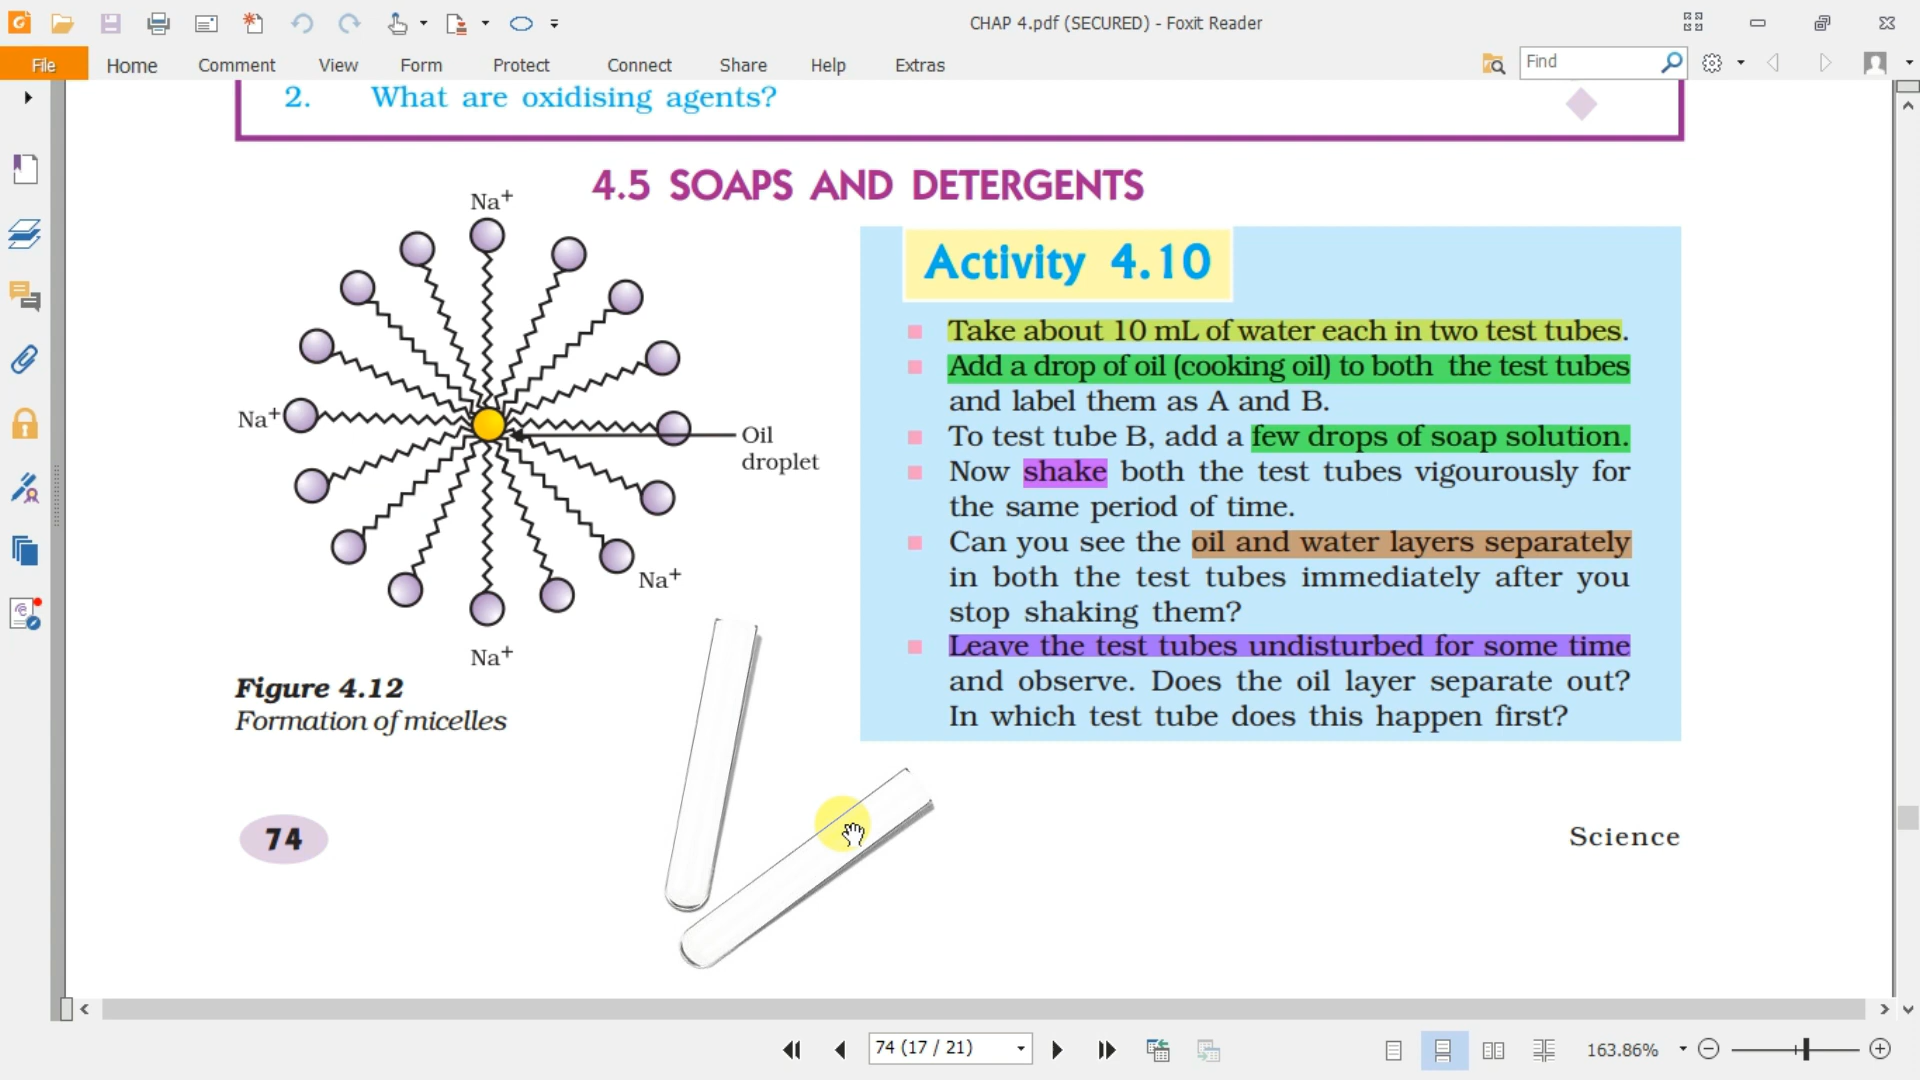 CHAP 4.pdf (SECURED) - Foxit Reader
File Home Comment View Form Protect Connect Share Help Extras
Find
2. What are oxidising agents?
4.5 SOAPS AND DETERGENTS
Na+
Na+
Oil
droplet
Na+
Na+
Figure 4.12
Formation of micelles
Activity 4.10
Take about 10 mL of water each in two test tubes.
Add a drop of oil (cooking oil) to both the test tubes
and label them as A and B.
To test tube B, add a few drops of soap solution.
Now shake both the test tubes vigourously for
the same period of time.
Can you see the oil and water layers separately
in both the test tubes immediately after you
stop shaking them?
Leave the test tubes undisturbed for some time
and observe. Does the oil layer separate out?
In which test tube does this happen first?
74
Science
74 (17 / 21)
163.86%